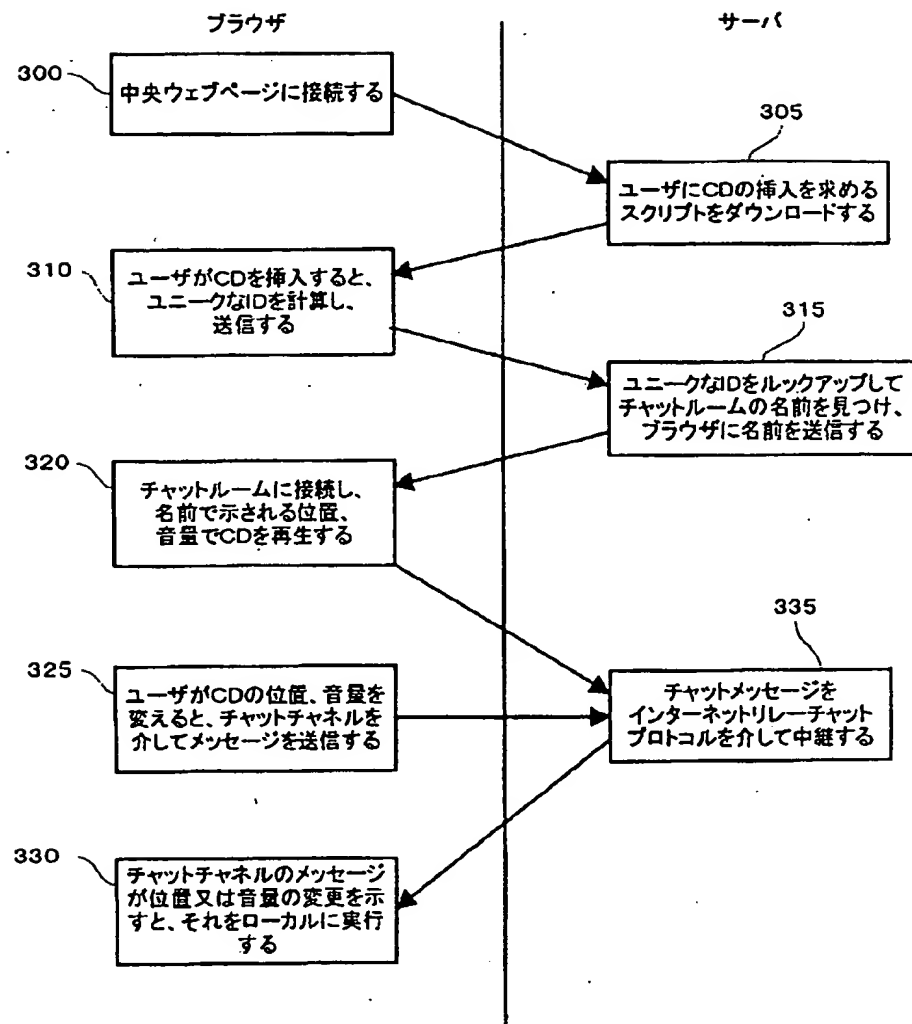 ブラウザ
サーバ
300
中央ウェブページに接続する
305
ユーザにCDの挿入を求める
スクリプトをダウンロードする
310
ユーザがCDを挿入すると、
ユニークなIDを計算し、
送信する
315
ユニークなIDをルックアップして
チャットルームの名前を見つけ、
ブラウザに名前を送信する
320
チャットルームに接続し、
名前で示される位置、
音量でCDを再生する
325
ユーザがCDの位置、音量を
変えると、チャットチャネルを
介してメッセージを送信する
335
チャットメッセージを
インターネットリレーチャット
プロトコルを介して中継する
330
チャットチャネルのメッセージ
が位置又は音量の変更を示
すと、それをローカルに実行
する